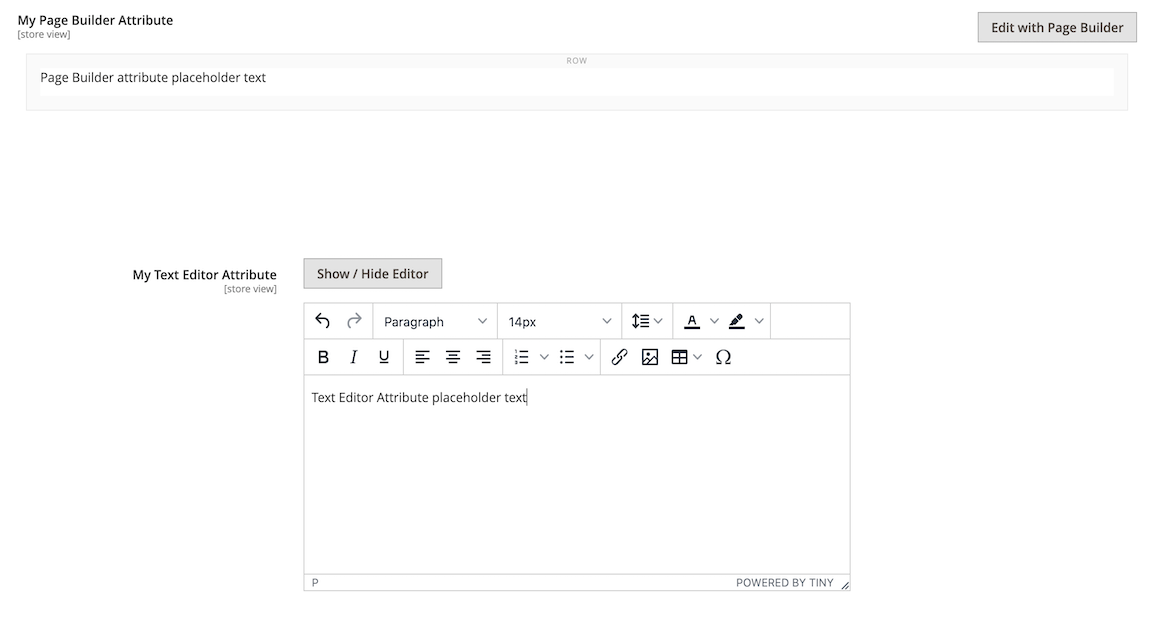 My Page Builder Attribute
[store view]
Edit with Page Builder
ROW
Page Builder attribute placeholder text
My Text Editor Attribute
[store view]
Show / Hide Editor
Paragraph
14px
A
B I U
Ω
Text Editor Attribute placeholder text
P
POWERED BY TINY